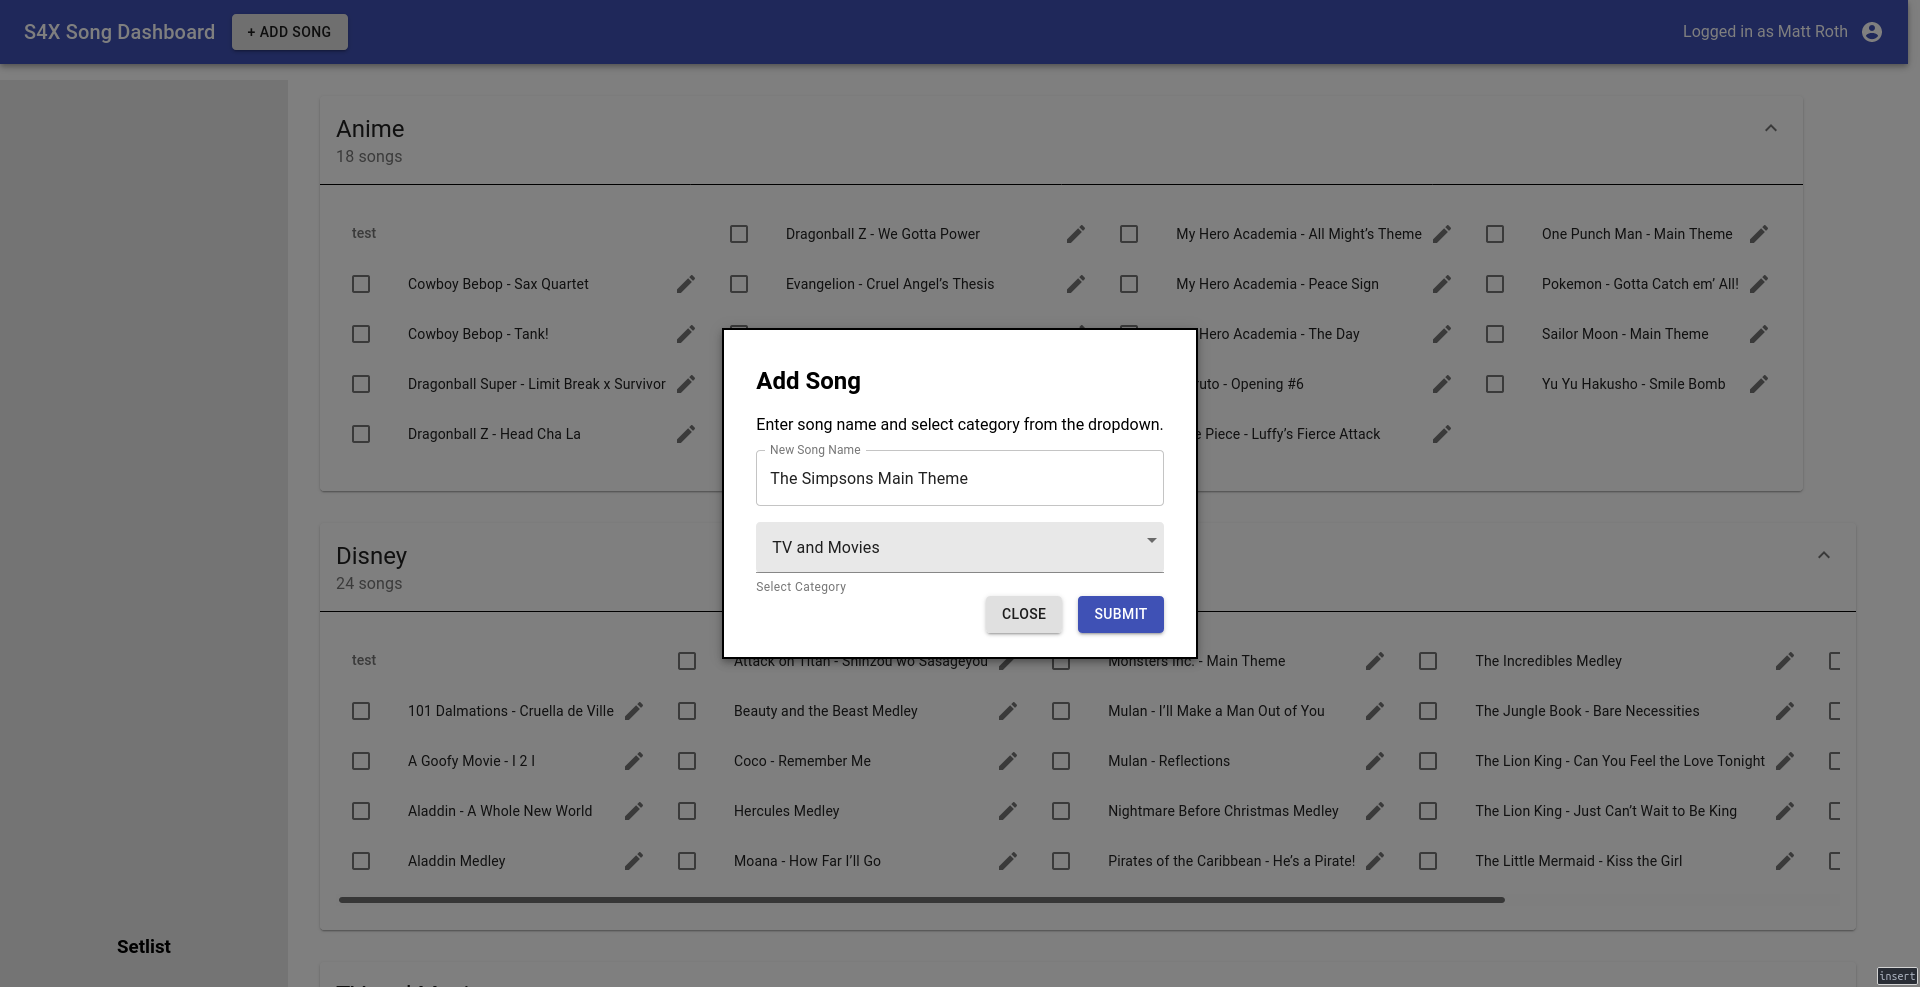 S4X Song Dashboard
+ ADD SONG
Logged in as Matt Roth
Anime
18 songs
test
Dragonball Z - We Gotta Power
My Hero Academia - All Might’s Theme
One Punch Man - Main Theme
Cowboy Bebop - Sax Quartet
Evangelion - Cruel Angel’s Thesis
My Hero Academia - Peace Sign
Pokemon - Gotta Catch em’ All!
Cowboy Bebop - Tank!
Hero Academia - The Day
Sailor Moon - Main Theme
Dragonball Super - Limit Break x Survivor
uto - Opening #6
Yu Yu Hakusho - Smile Bomb
Dragonball Z - Head Cha La
e Piece - Luffy’s Fierce Attack
Add Song
Enter song name and select category from the dropdown.
New Song Name
The Simpsons Main Theme
TV and Movies
Select Category
CLOSE
SUBMIT
Disney
24 songs
test
Attack on Titan - Shinzou wo Sasageyou
Monsters Inc. - Main Theme
The Incredibles Medley
101 Dalmations - Cruella de Ville
Beauty and the Beast Medley
Mulan - I’ll Make a Man Out of You
The Jungle Book - Bare Necessities
A Goofy Movie - I 2 I
Coco - Remember Me
Mulan - Reflections
The Lion King - Can You Feel the Love Tonight
Aladdin - A Whole New World
Hercules Medley
Nightmare Before Christmas Medley
The Lion King - Just Can’t Wait to Be King
Aladdin Medley
Moana - How Far I’ll Go
Pirates of the Caribbean - He’s a Pirate!
The Little Mermaid - Kiss the Girl
Setlist
insert